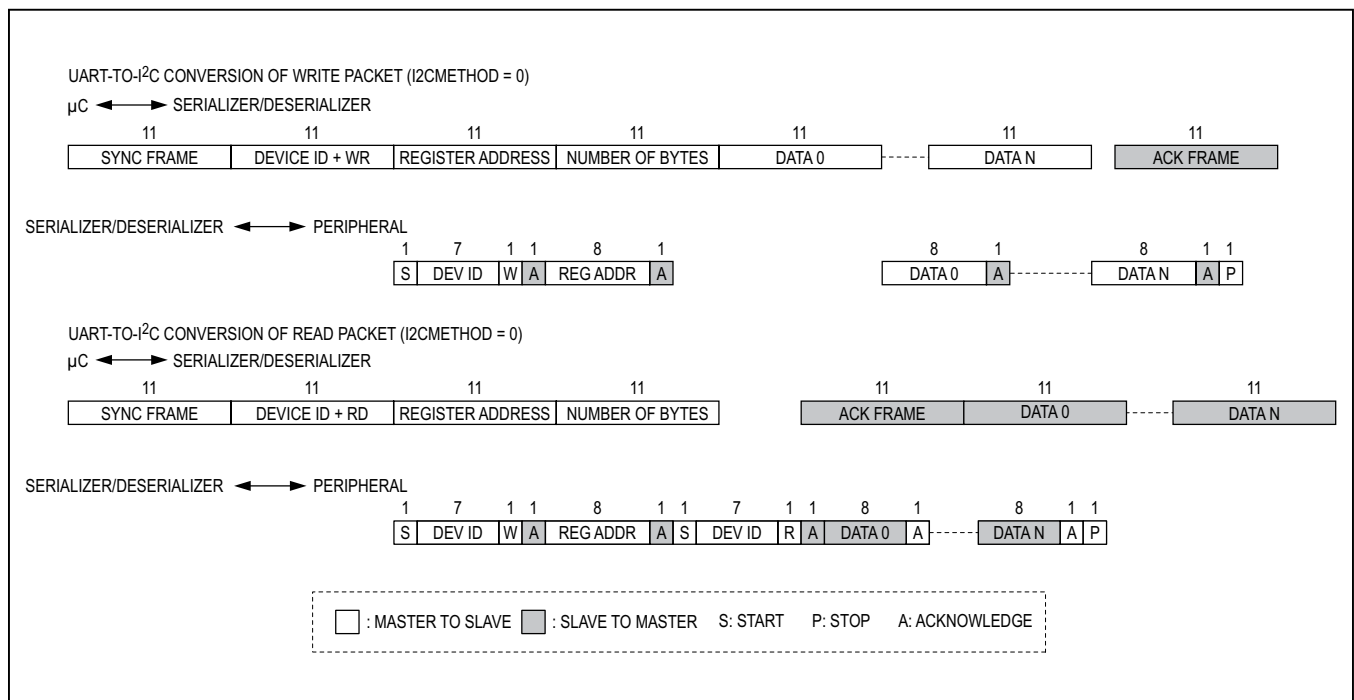 UART-TO-I2C CONVERSION OF WRITE PACKET (I2CMETHOD = 0)
µC SERIALIZER/DESERIALIZER
11 11 11 11 11 11 11
SYNC FRAME DEVICE ID + WR REGISTER ADDRESS NUMBER OF BYTES DATA 0 DATA N ACK FRAME
SERIALIZER/DESERIALIZER PERIPHERAL
1 7 1 1 8 1 8 1 8 1 1
S DEV ID W A REG ADDR A DATA 0 A DATA N A P
UART-TO-I2C CONVERSION OF READ PACKET (I2CMETHOD = 0)
µC SERIALIZER/DESERIALIZER
11 11 11 11 11 11 11
SYNC FRAME DEVICE ID + RD REGISTER ADDRESS NUMBER OF BYTES ACK FRAME DATA 0 DATA N
SERIALIZER/DESERIALIZER PERIPHERAL
1 7 1 1 8 1 1 7 1 1 8 1 8 1 1
S DEV ID W A REG ADDR A S DEV ID R A DATA 0 A DATA N A P
: MASTER TO SLAVE : SLAVE TO MASTER S: START P: STOP A: ACKNOWLEDGE